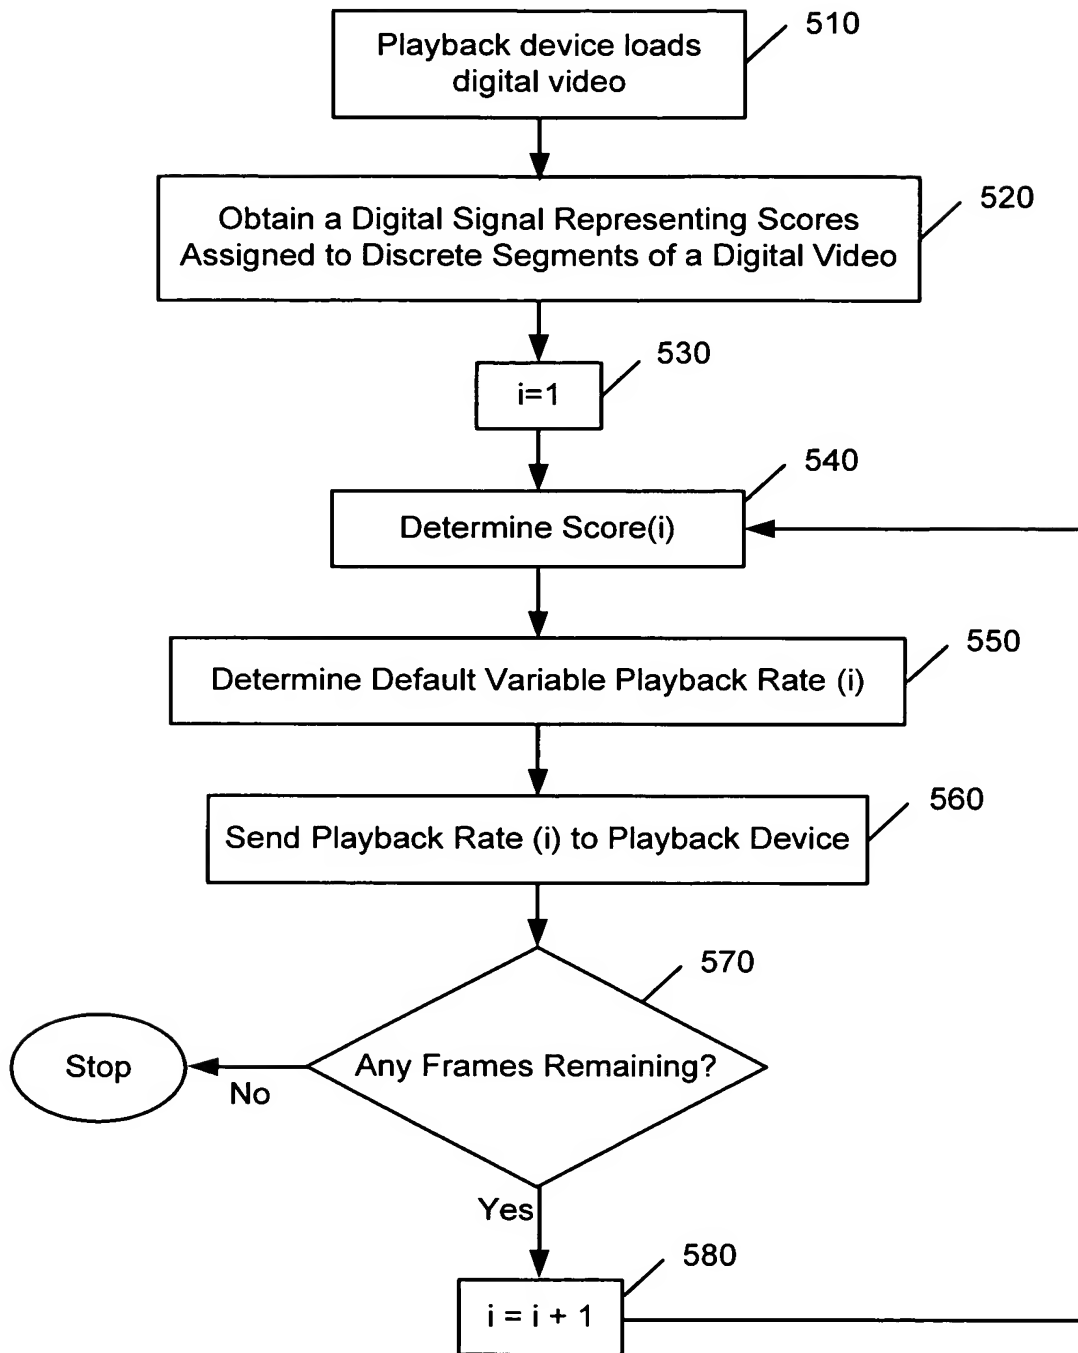 Playback device loads
digital video
510
Obtain a Digital Signal Representing Scores
Assigned to Discrete Segments of a Digital Video
520
i=1
530
Determine Score(i)
540
Determine Default Variable Playback Rate (i)
550
Send Playback Rate (i) to Playback Device
560
Any Frames Remaining?
570
Stop
No
Yes
i = i + 1
580